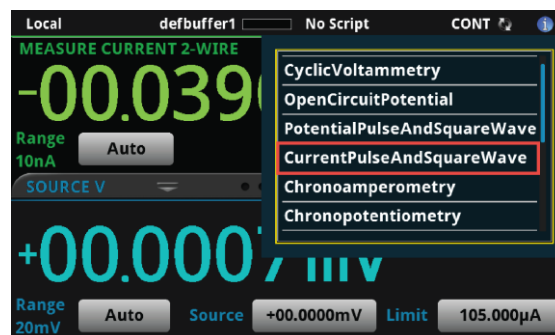 Local defbuffer1 No Script CONT
MEASURE CURRENT 2-WIRE
-00.039
Range
10nA
Auto
CyclicVoltammetry
OpenCircuitPotential
PotentialPulseAndSquareWave
CurrentPulseAndSquareWave
Chronoamperometry
Chronopotentiometry
SOURCE V
+00.0007 mV
Range
20mV
Auto Source +00.0000mV Limit 105.000µA